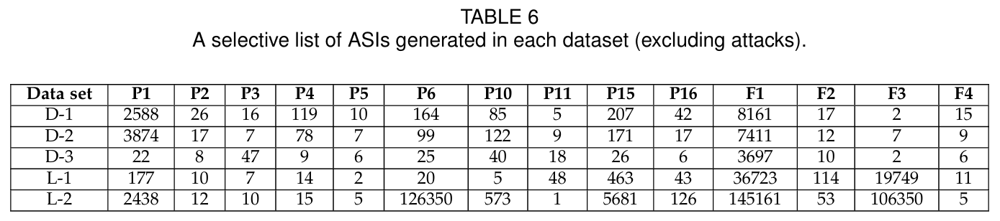 TABLE 6
A selective list of ASIs generated in each dataset (excluding attacks).
Data set P1 P2 P3 P4 P5 P6 P10 P11 P15 P16 F1 F2 F3 F4
D-1 2588 26 16 119 10 164 85 5 207 42 8161 17 2 15
D-2 3874 17 7 78 7 99 122 9 171 17 7411 12 7 9
D-3 22 8 47 9 6 25 40 18 26 6 3697 10 2 6
L-1 177 10 7 14 2 20 5 48 463 43 36723 114 19749 11
L-2 2438 12 10 15 5 126350 573 1 5681 126 145161 53 106350 5